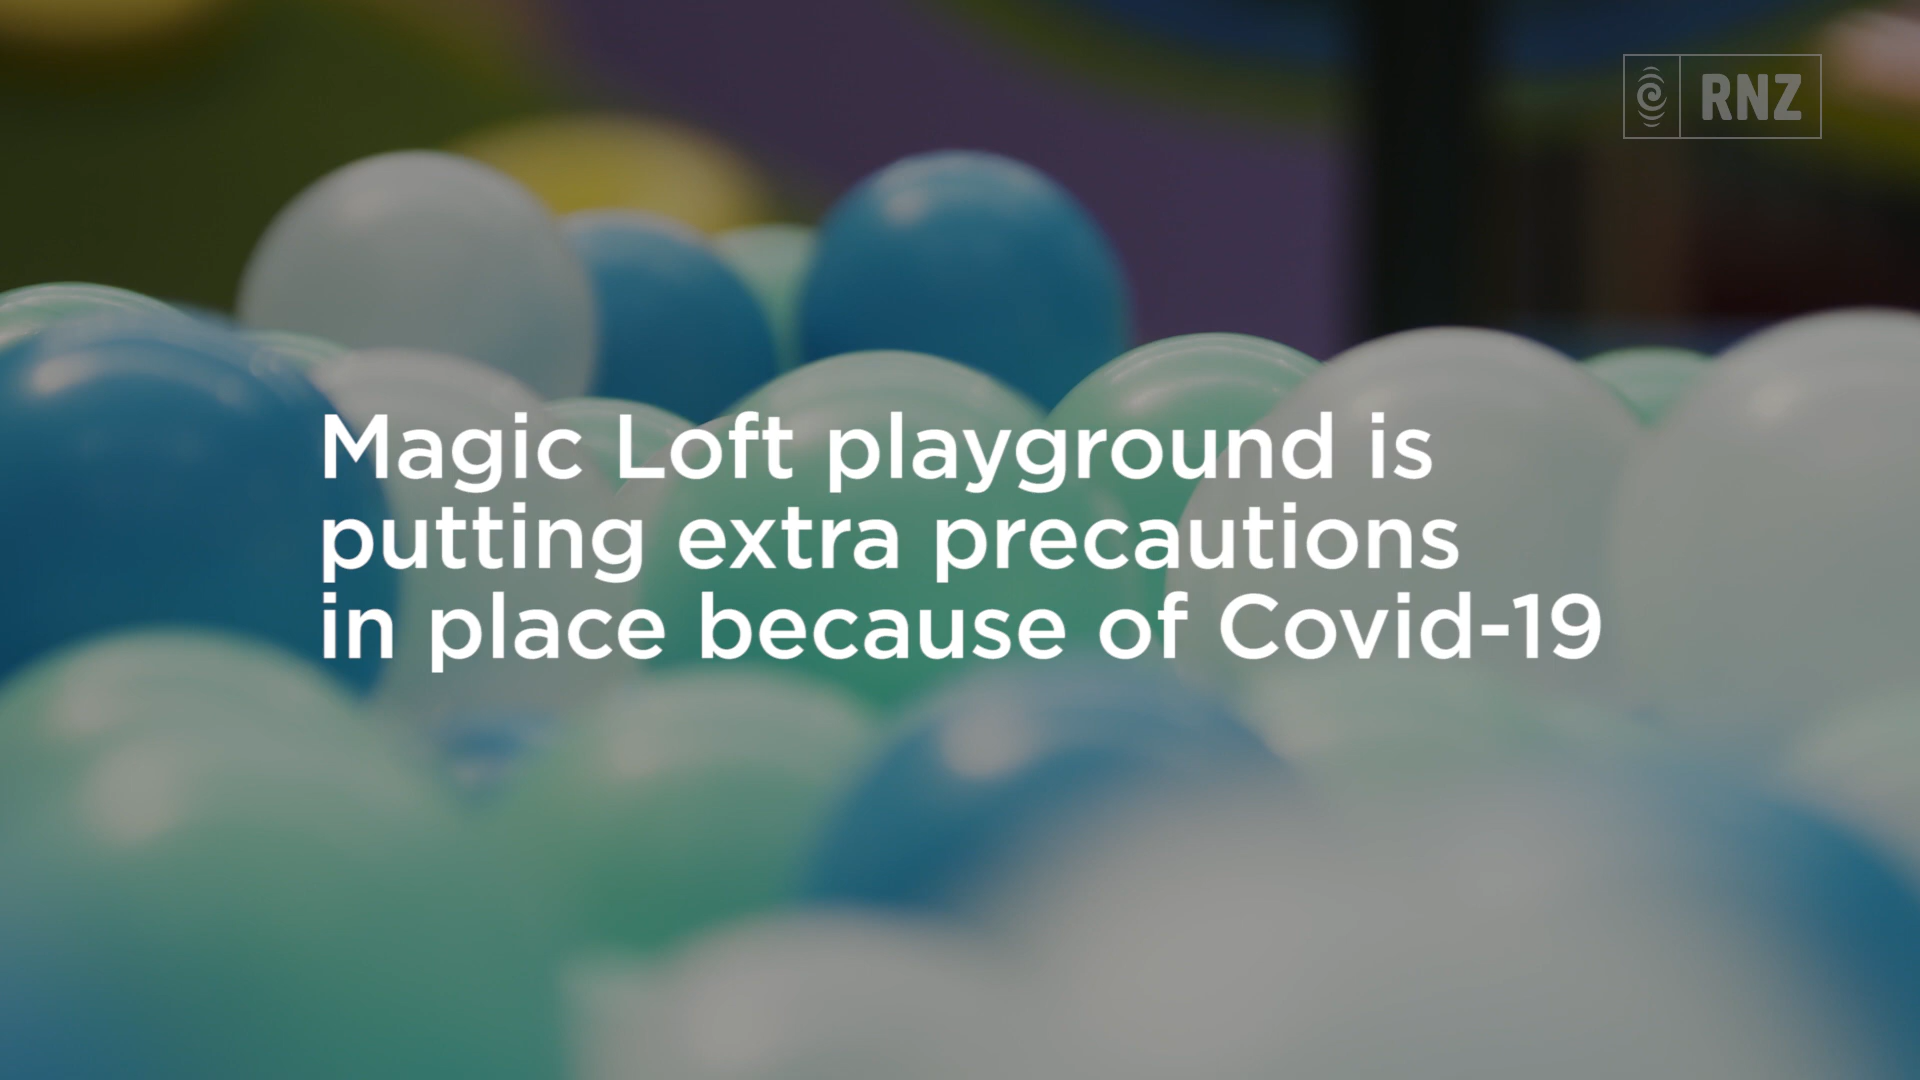 RNZ
Magic Loft playground is
putting extra precautions
in place because of Covid-19